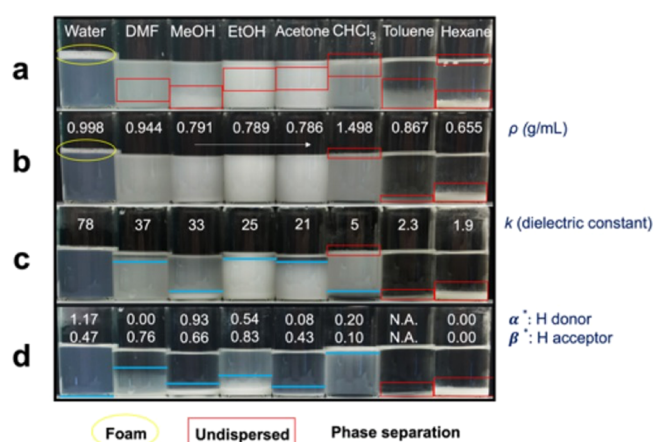 Water DMF MeOH EtOH Acetone CHCl₃ Toluene Hexane
a
0.998 0.944 0.791 0.789 0.786 1.498 0.867 0.655 ρ (g/mL)
b
78 37 33 25 21 5 2.3 1.9 k (dielectric constant)
c
1.17 0.00 0.93 0.54 0.08 0.20 N.A. 0.00 α*: H donor
0.47 0.76 0.66 0.83 0.43 0.10 N.A. 0.00 β*: H acceptor
d
Foam Undispersed Phase separation